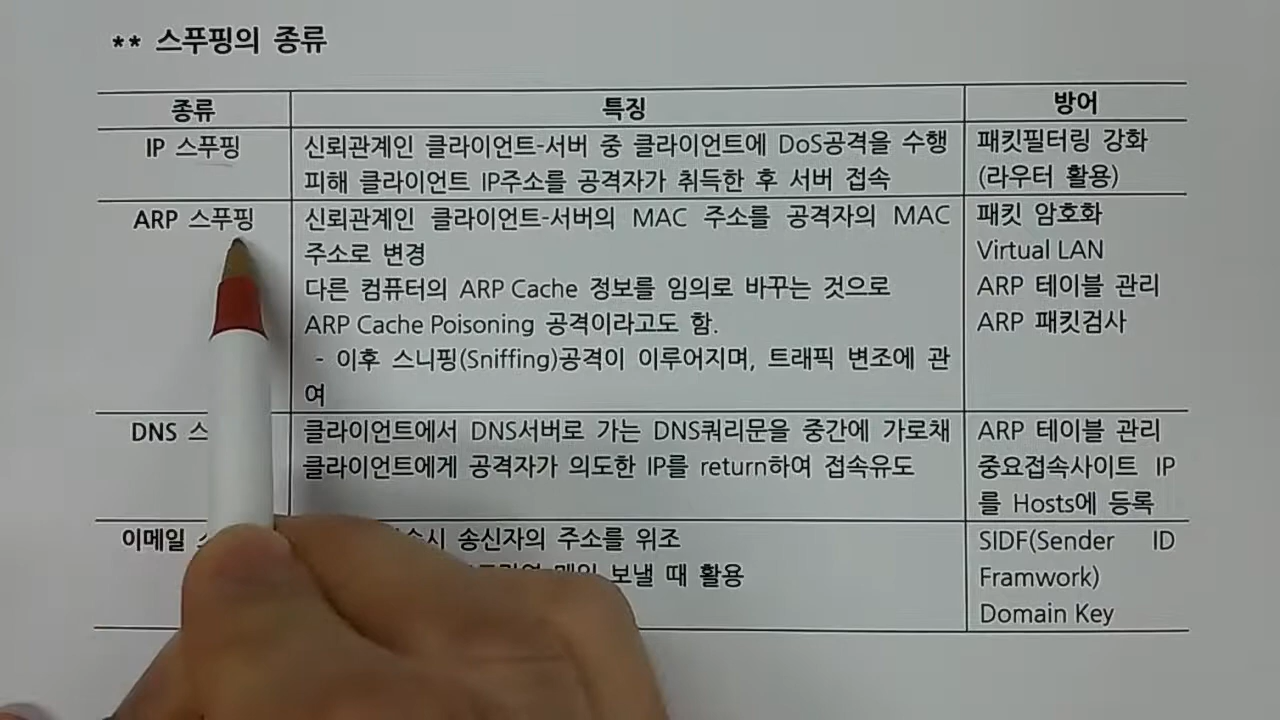 ** 스푸핑의 종류
종류 특징 방어
IP 스푸핑
신뢰관계인 클라이언트-서버 중 클라이언트에 DoS공격을 수행
피해 클라이언트 IP주소를 공격자가 취득한 후 서버 접속
패킷필터링 강화
(라우터 활용)
ARP 스푸핑
신뢰관계인 클라이언트-서버의 MAC 주소를 공격자의 MAC
주소로 변경
다른 컴퓨터의 ARP Cache 정보를 임의로 바꾸는 것으로
ARP Cache Poisoning 공격이라고도 함.
- 이후 스니핑(Sniffing)공격이 이루어지며, 트래픽 변조에 관
여
패킷 암호화
Virtual LAN
ARP 테이블 관리
ARP 패킷검사
DNS
클라이언트에서 DNS서버로 가는 DNS쿼리문을 중간에 가로채
클라이언트에게 공격자가 의도한 IP를 return하여 접속유도
ARP 테이블 관리
중요접속사이트 IP
를 Hosts에 등록
이메일
송신자의 주소를 위조
보낼 때 활용
SIDF(Sender ID
Framwork)
Domain Key